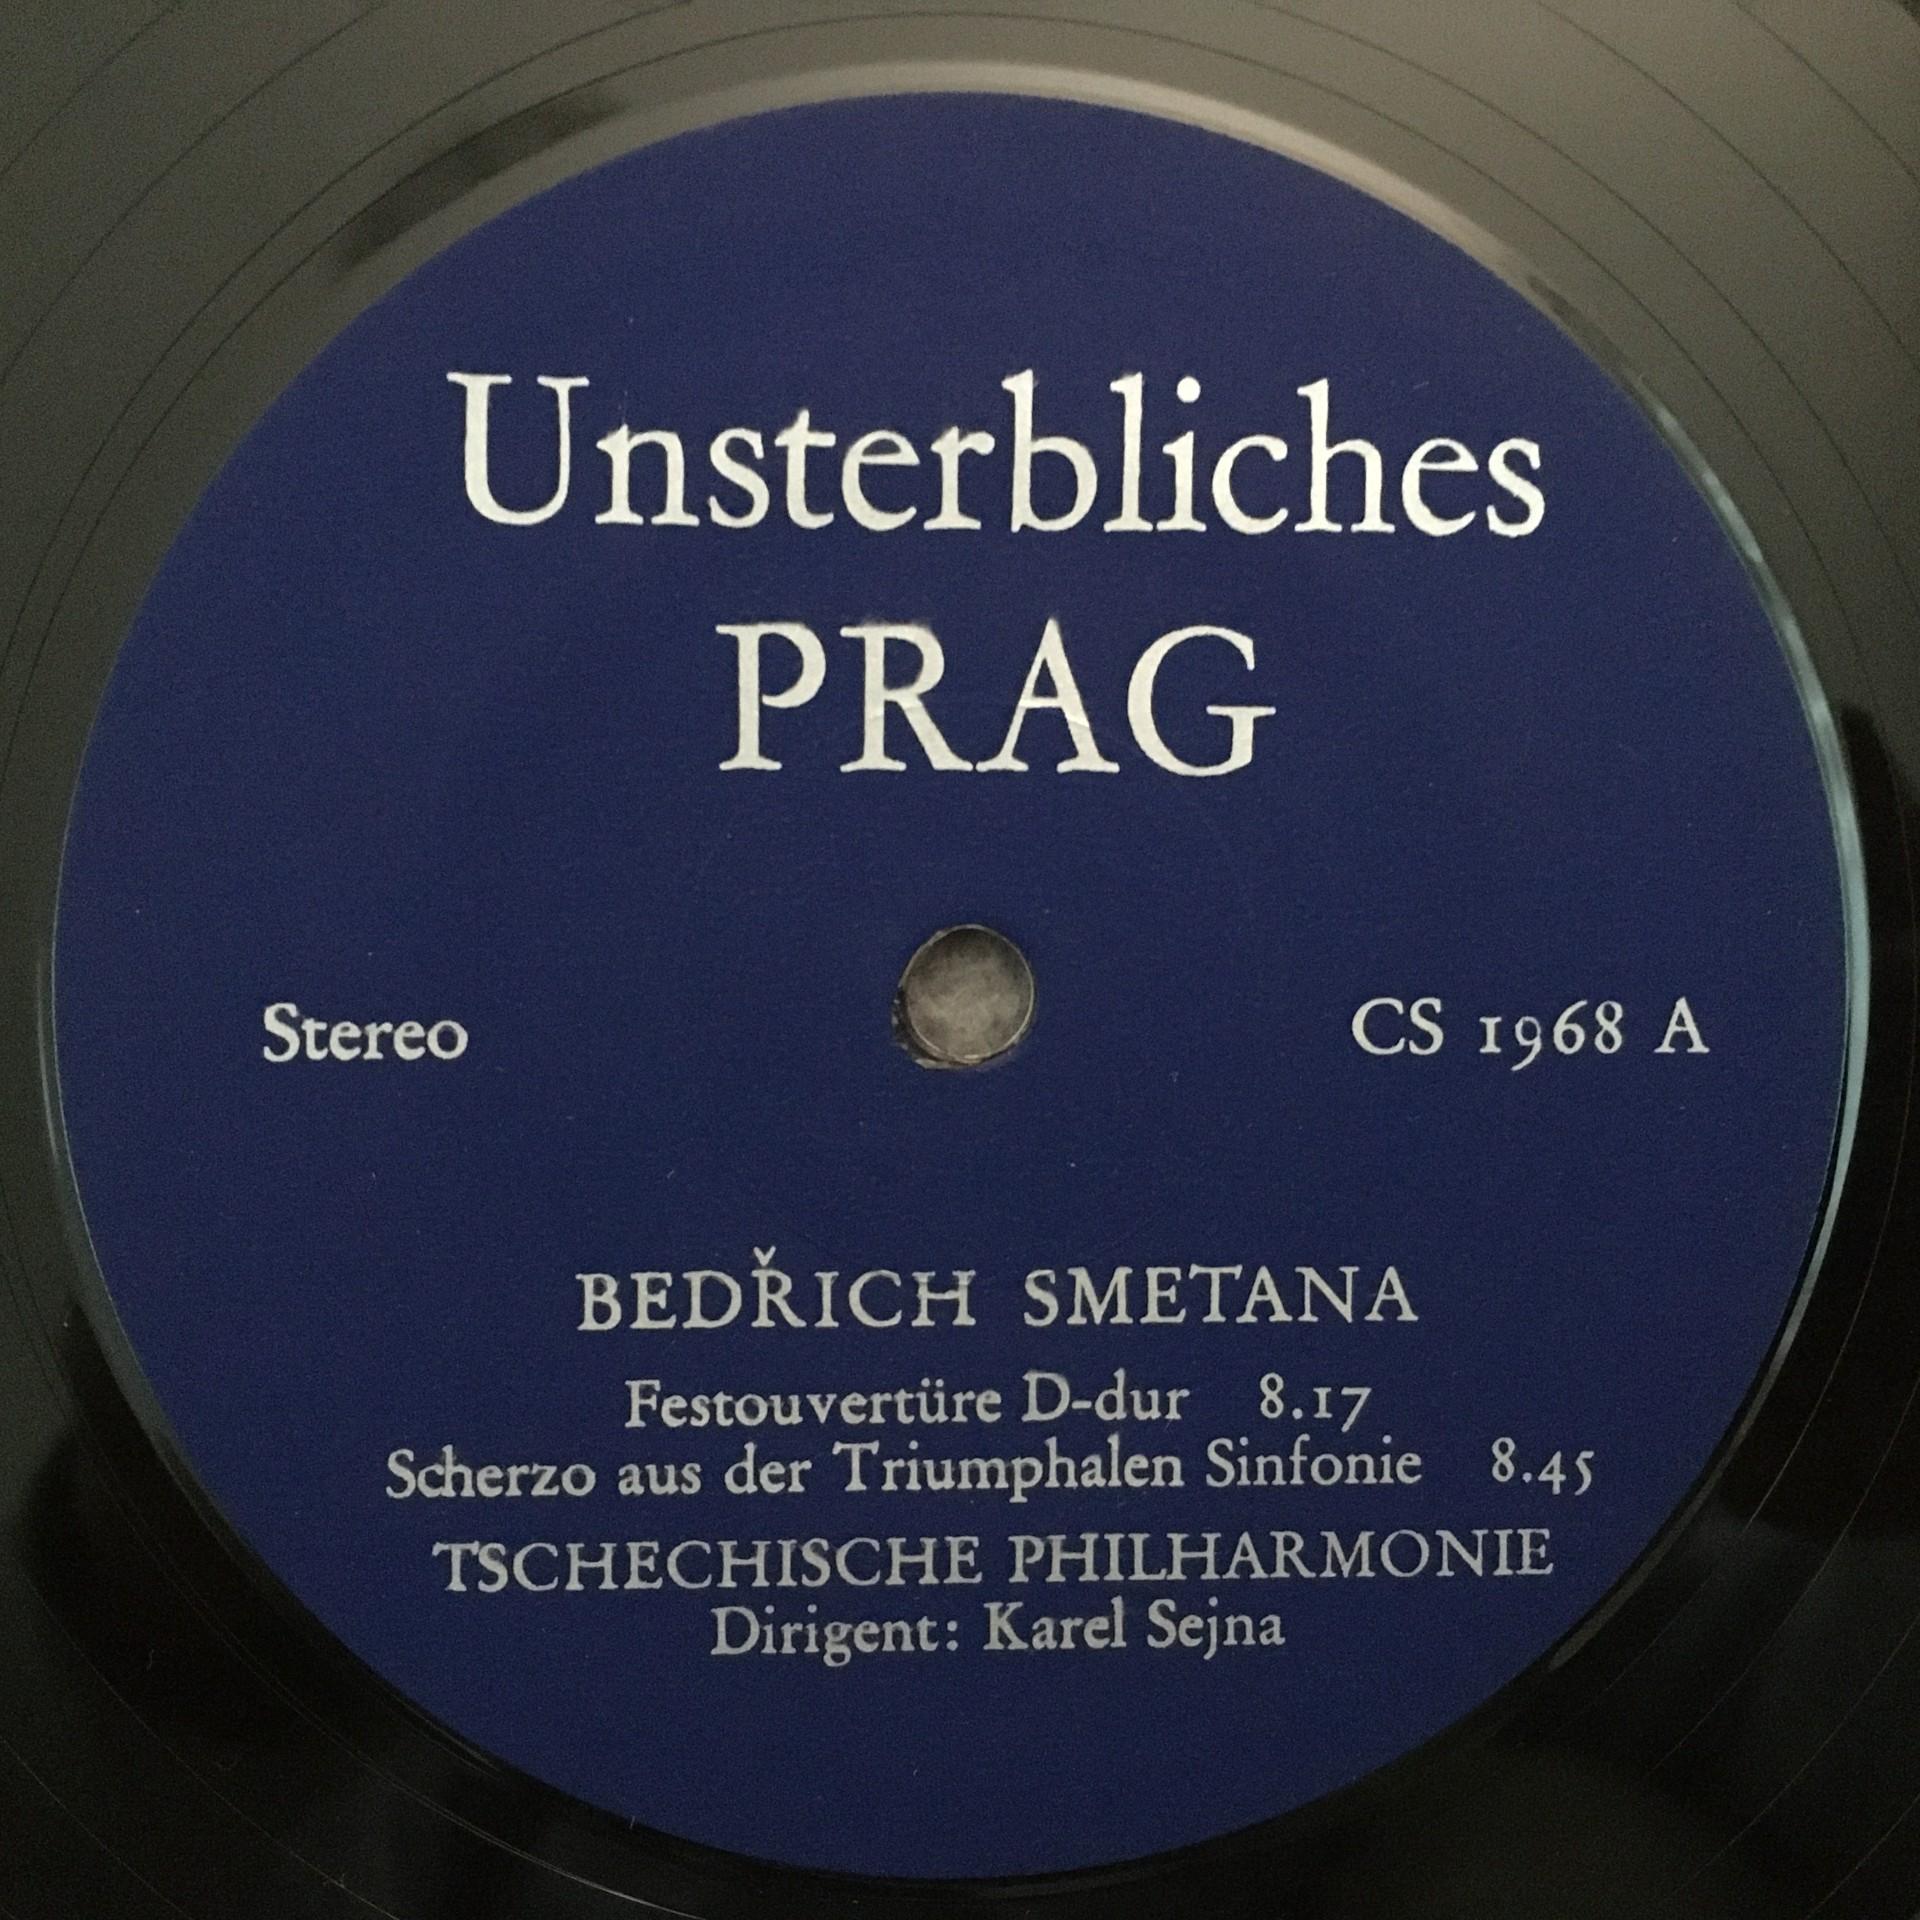 Unsterbliches
PRAG
Stereo
CS 1968 A
BEDŘICH SMETANA
Festouvertüre D-dur 8.17
Scherzo aus der Triumphalen Sinfonie 8.45
TSCHECHISCHE PHILHARMONIE
Dirigent: Karel Sejna